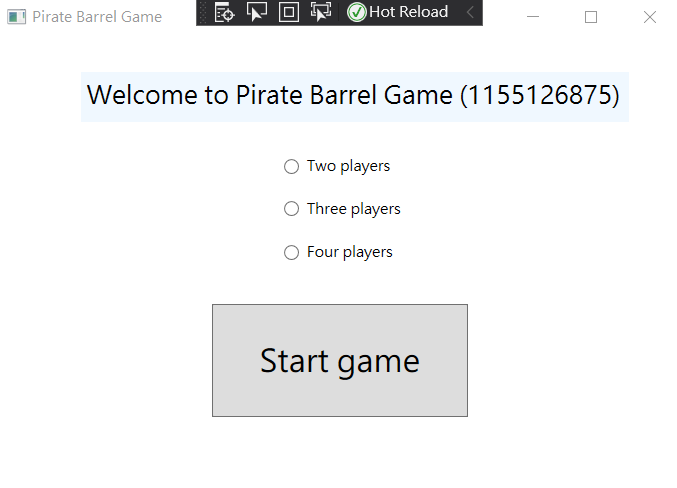 Pirate Barrel Game
Hot Reload
Welcome to Pirate Barrel Game (1155126875)
Two players
Three players
Four players
Start game